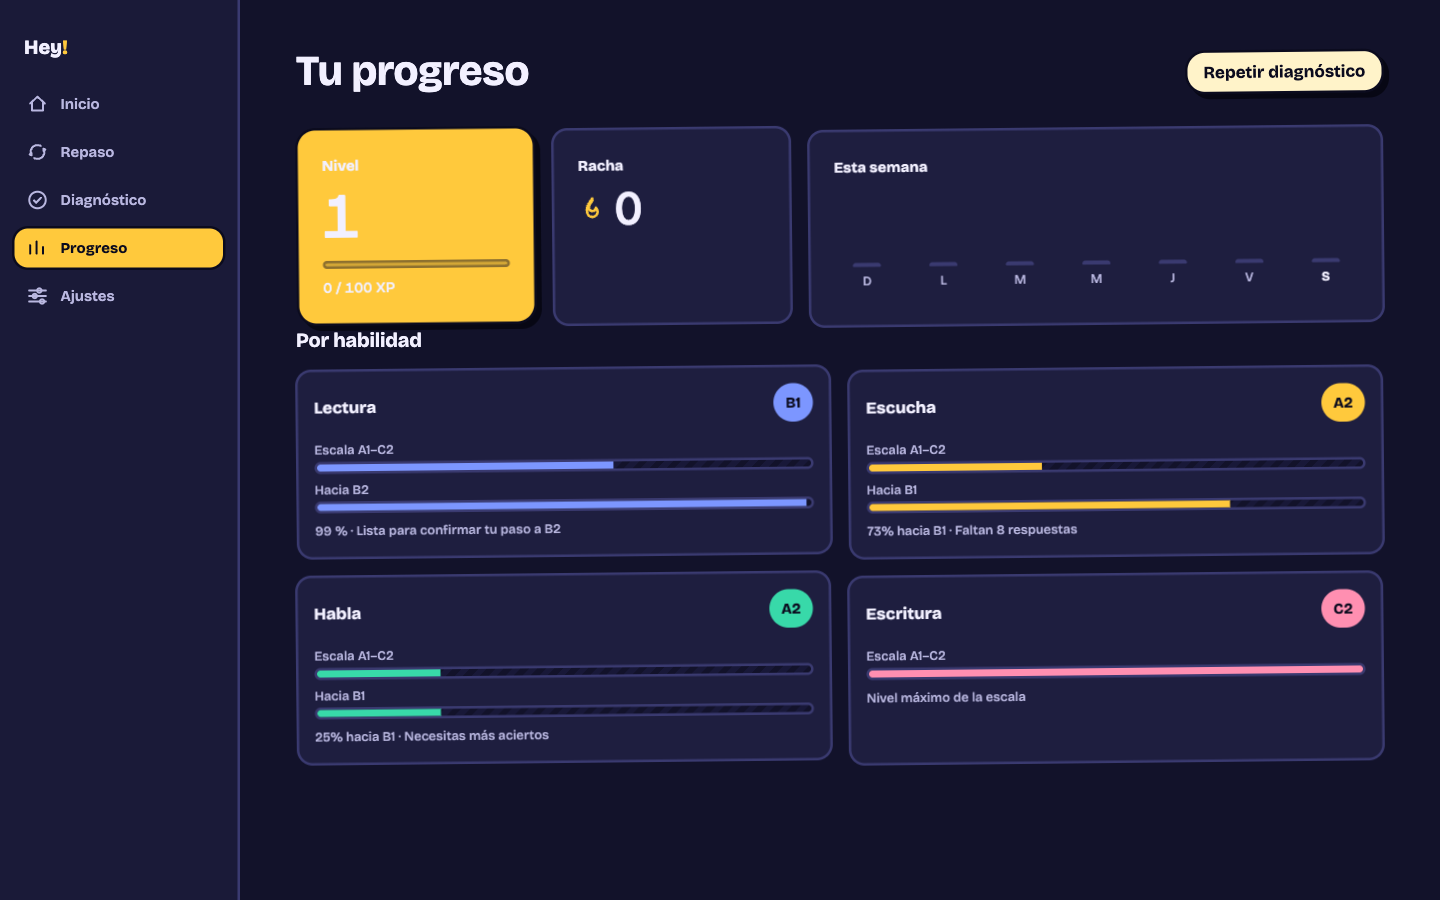 Hey!
Tu progreso
Repetir diagnóstico
Inicio
Repaso
Diagnóstico
Progreso
Ajustes
Nivel
1
0 / 100 XP
Racha
0
Esta semana
D L M M J V S
Por habilidad
Lectura
B1
Escala A1–C2
Hacia B2
99 % · Lista para confirmar tu paso a B2
Escucha
A2
Escala A1–C2
Hacia B1
73% hacia B1 · Faltan 8 respuestas
Habla
A2
Escala A1–C2
Hacia B1
25% hacia B1 · Necesitas más aciertos
Escritura
C2
Escala A1–C2
Nivel máximo de la escala